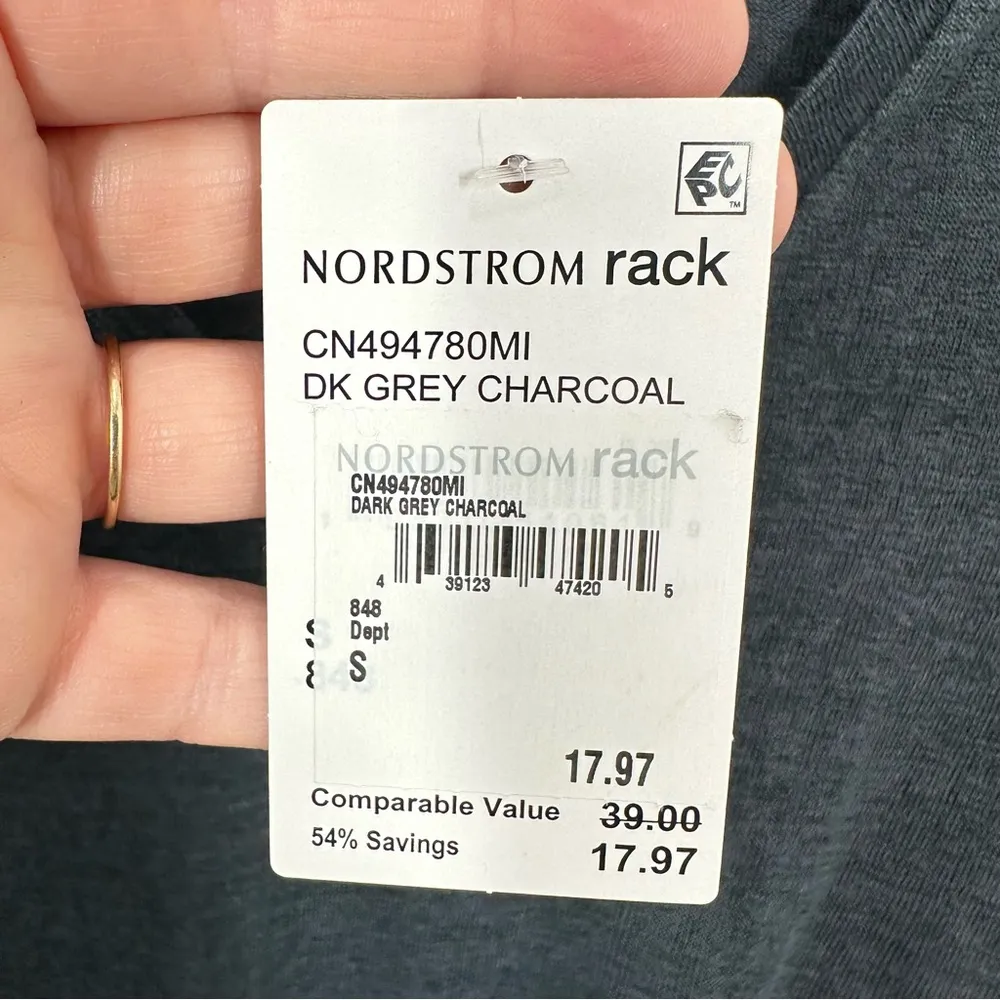 EPC
TM
NORDSTROM rack
CN494780MI
DK GREY CHARCOAL
NORDSTROM rack
CN494780MI
DARK GREY CHARCOAL
4 39123 47420 5
848
Dept
S
17.97
Comparable Value 39.00
54% Savings 17.97